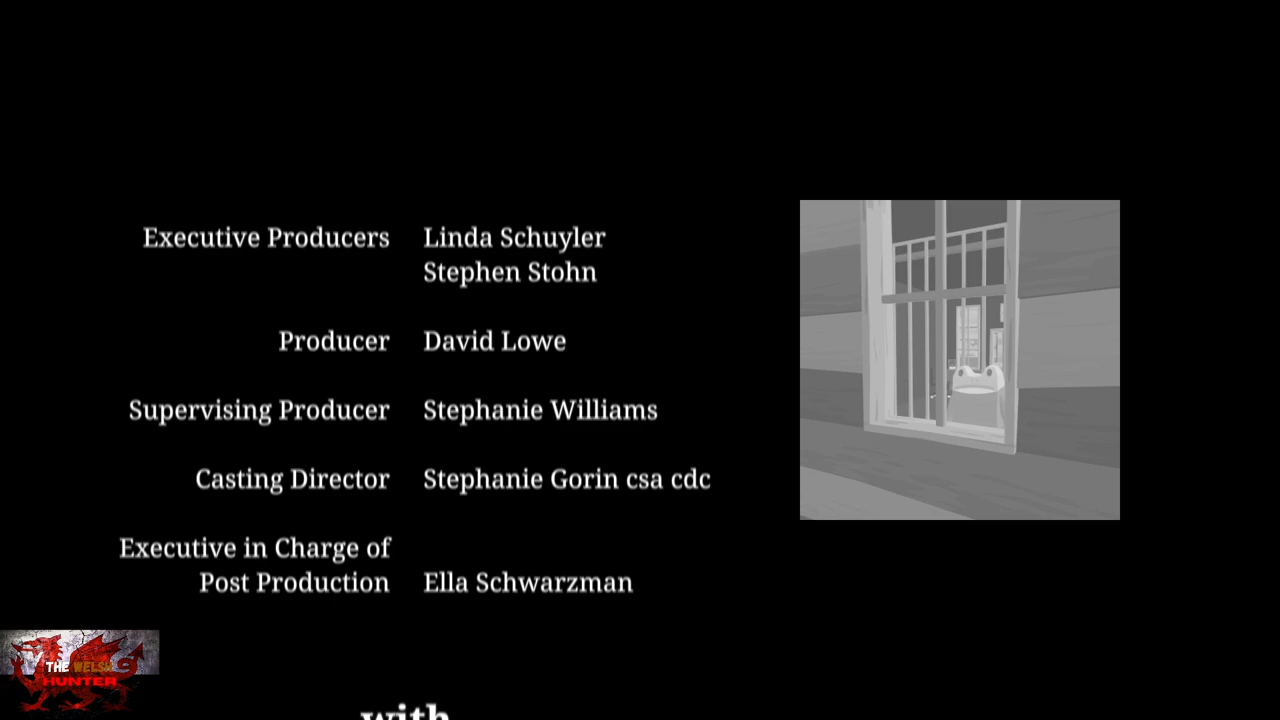 Executive Producers Linda Schuyler
Stephen Stohn
Producer David Lowe
Supervising Producer Stephanie Williams
Casting Director Stephanie Gorin csa cdc
Executive in Charge of
Post Production Ella Schwarzman
THE WELSH
HUNTER
with